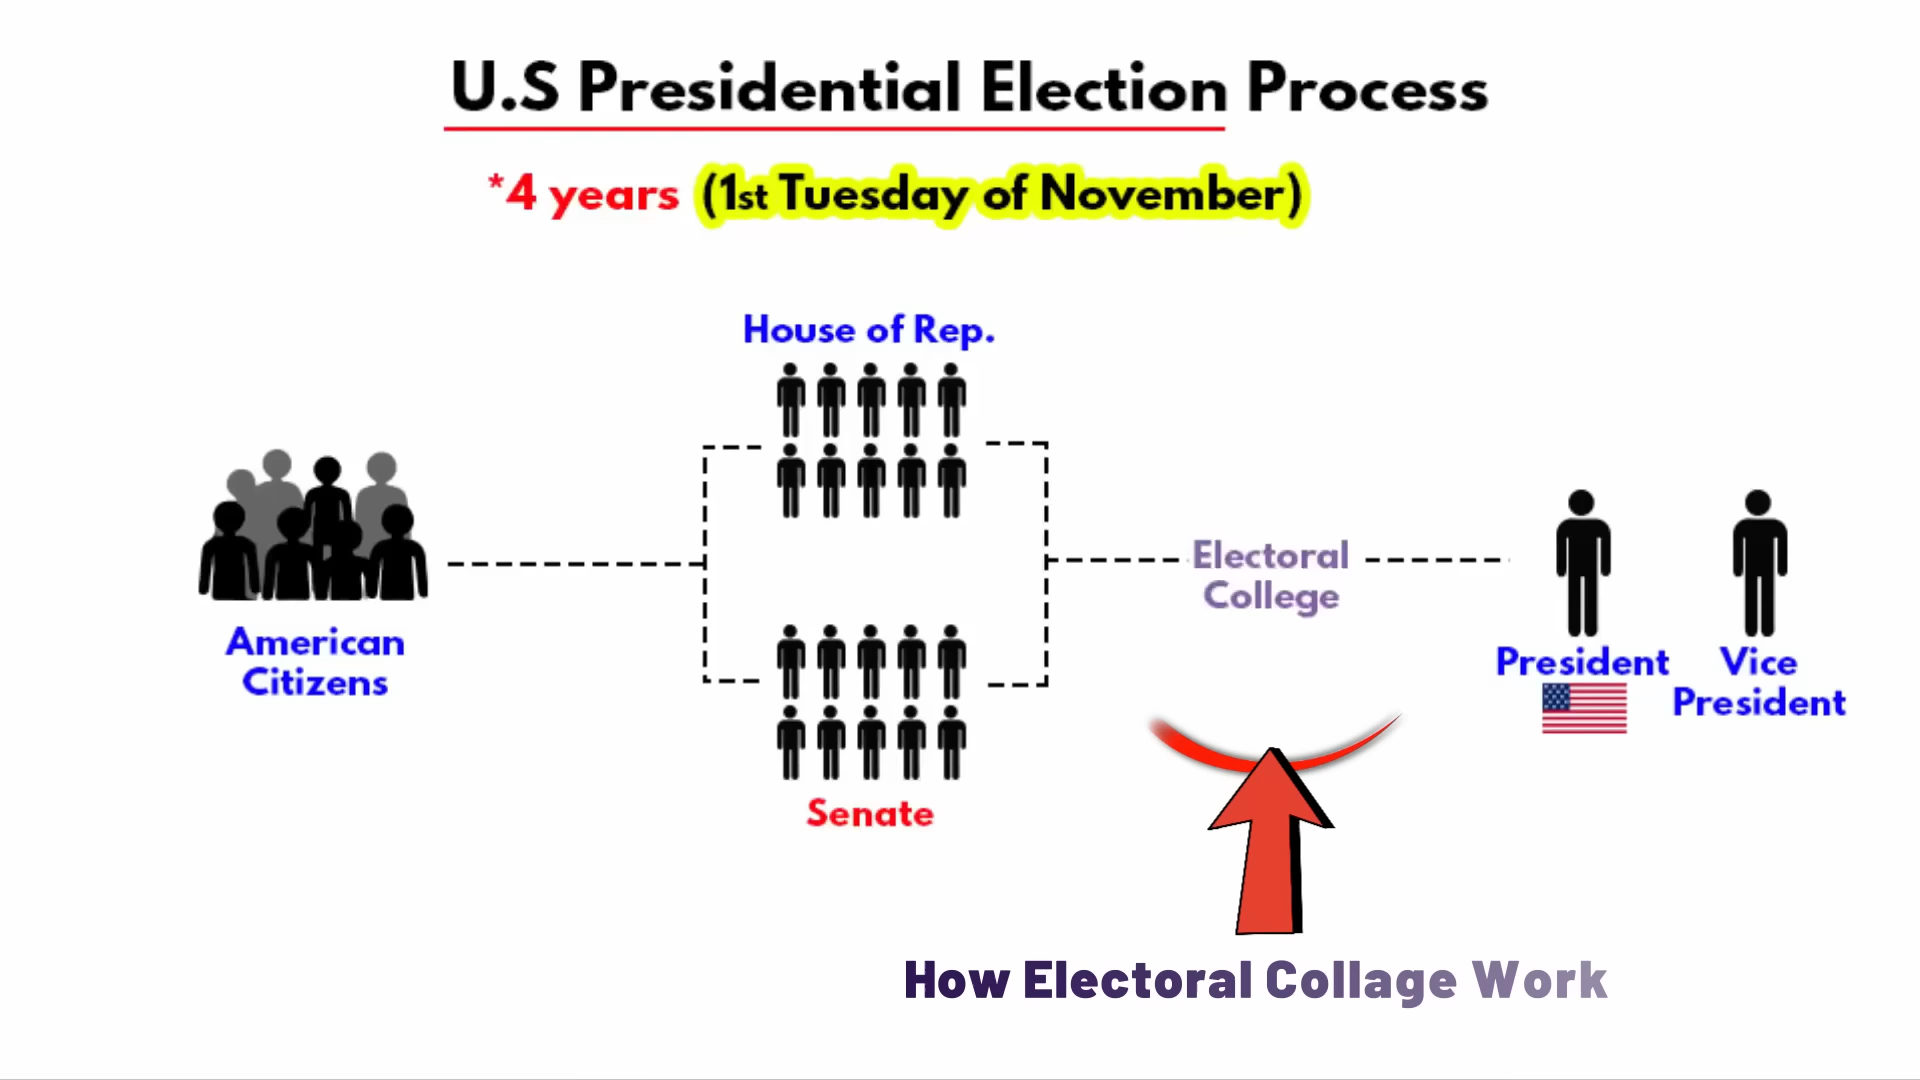 U.S Presidential Election Process
*4 years (1st Tuesday of November)
House of Rep.
American
Citizens
Senate
Electoral
College
President
Vice
President
How Electoral Collage Work